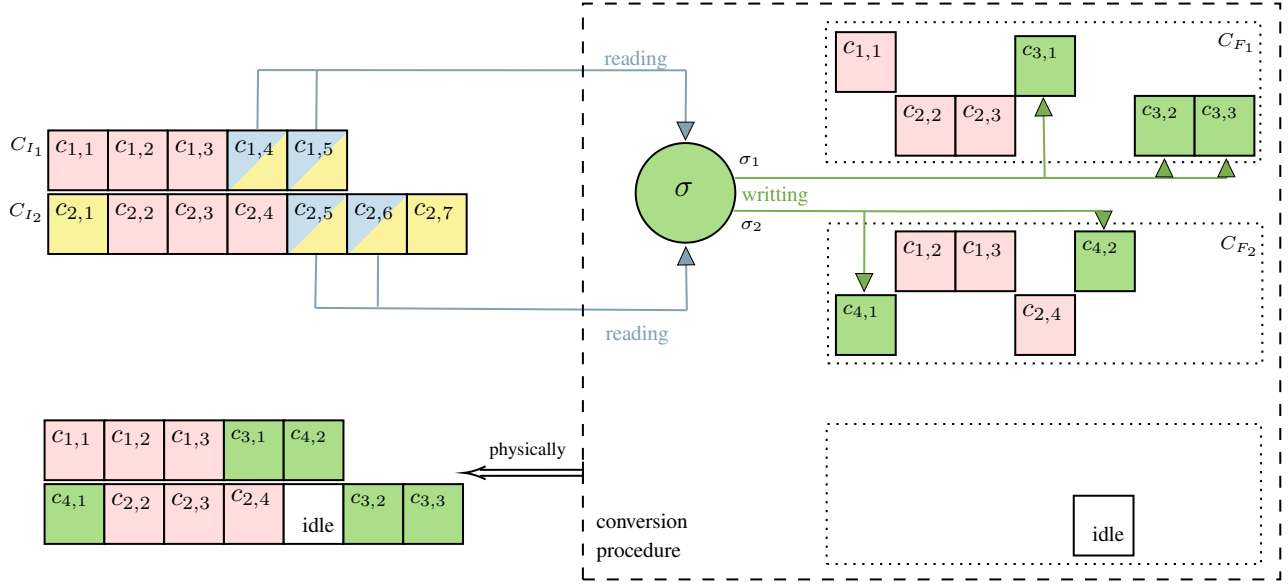 reading
C_{F_1}
c_{1,1} c_{3,1}
c_{2,2} c_{2,3} c_{3,2} c_{3,3}
C_{I_1} c_{1,1} c_{1,2} c_{1,3} c_{1,4} c_{1,5}
C_{I_2} c_{2,1} c_{2,2} c_{2,3} c_{2,4} c_{2,5} c_{2,6} c_{2,7}
σ
σ_1
writting
σ_2
C_{F_2}
c_{1,2} c_{1,3} c_{4,2}
c_{4,1} c_{2,4}
reading
c_{1,1} c_{1,2} c_{1,3} c_{3,1} c_{4,2}
c_{4,1} c_{2,2} c_{2,3} c_{2,4} idle c_{3,2} c_{3,3}
physically
conversion
procedure
idle